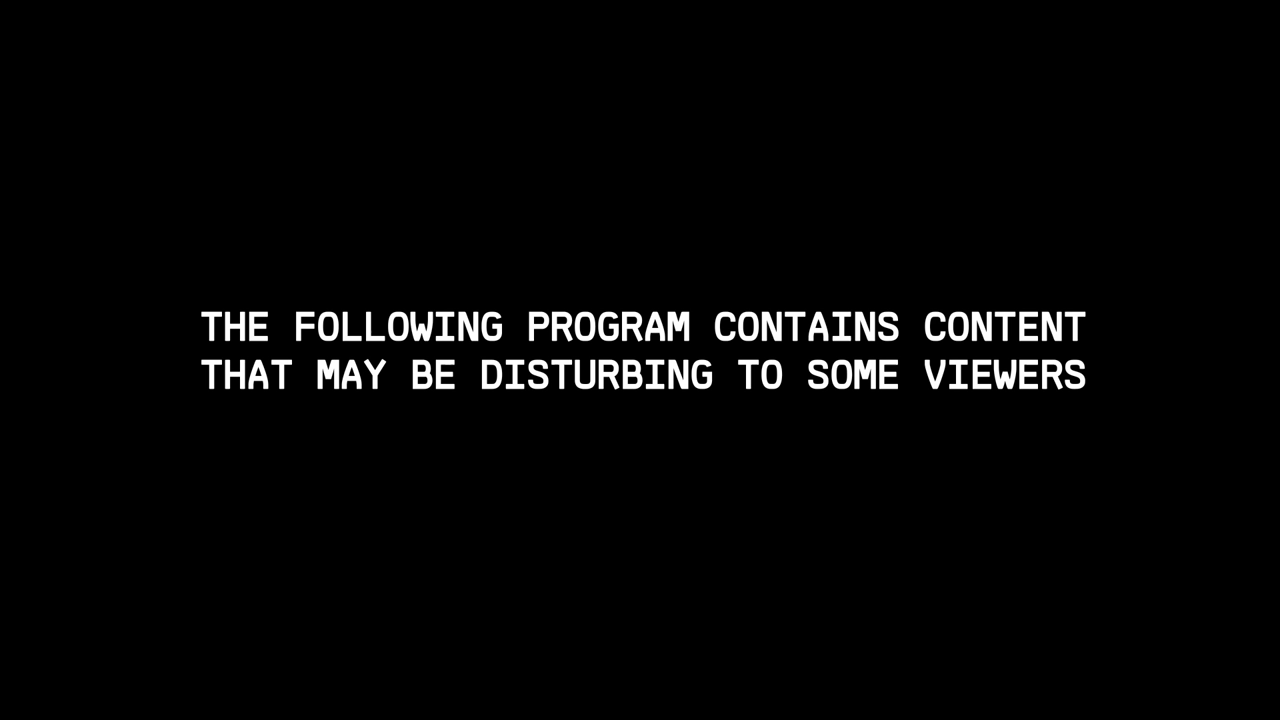 THE FOLLOWING PROGRAM CONTAINS CONTENT
THAT MAY BE DISTURBING TO SOME VIEWERS